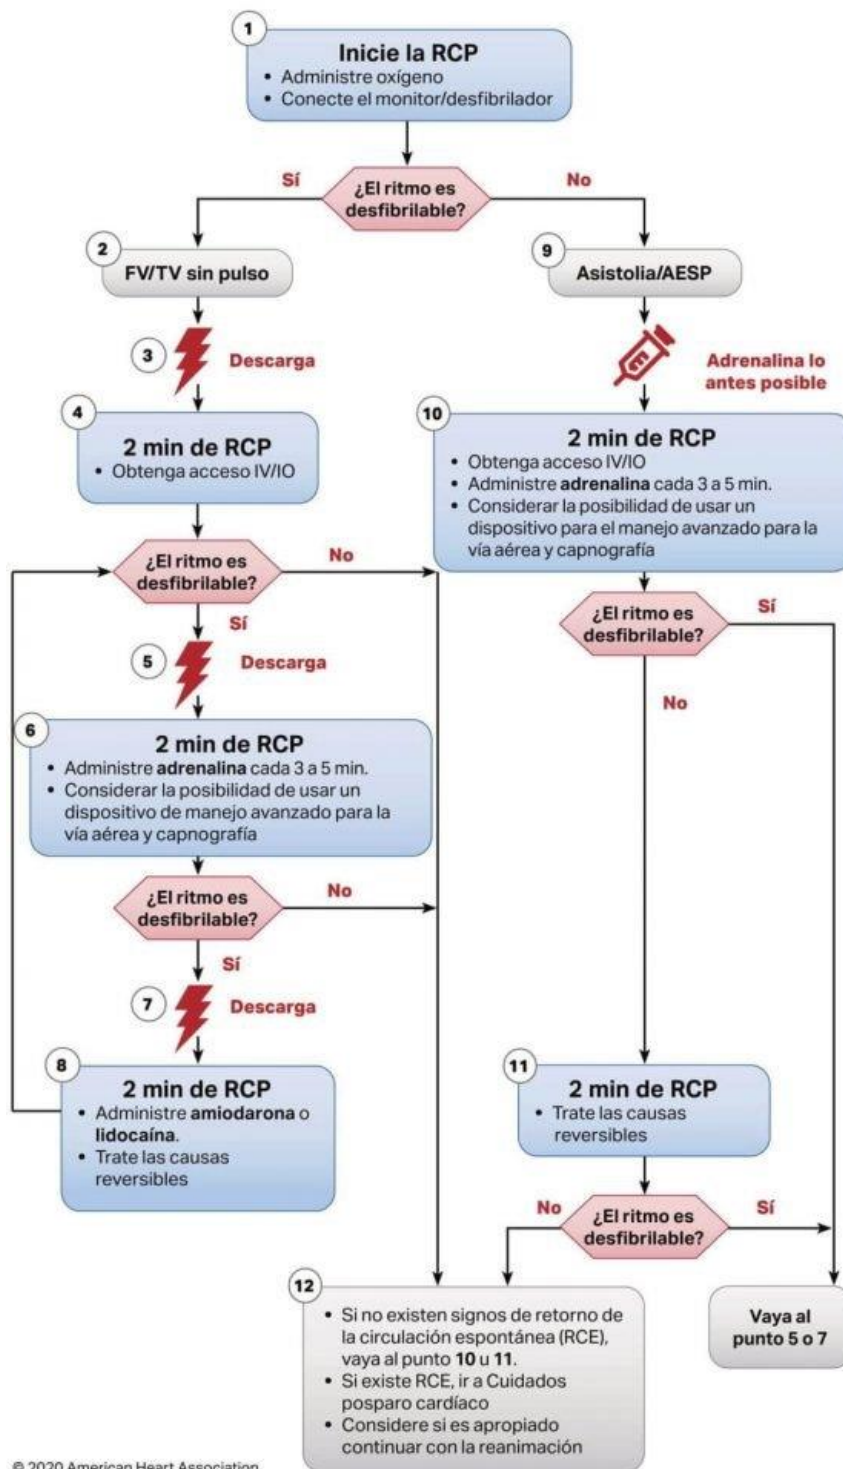 1
Inicie la RCP
• Administre oxígeno
• Conecte el monitor/desfibrilador
¿El ritmo es
desfibrilable?
Sí
No
2
FV/TV sin pulso
3
Descarga
4
2 min de RCP
• Obtenga acceso IV/IO
¿El ritmo es
desfibrilable?
No
Sí
5
Descarga
6
2 min de RCP
• Administre adrenalina cada 3 a 5 min.
• Considerar la posibilidad de usar un
dispositivo de manejo avanzado para la
vía aérea y capnografía
¿El ritmo es
desfibrilable?
No
Sí
7
Descarga
8
2 min de RCP
• Administre amiodarona o
lidocaína.
• Trate las causas
reversibles
9
Asistolia/AESP
Adrenalina lo
antes posible
10
2 min de RCP
• Obtenga acceso IV/IO
• Administre adrenalina cada 3 a 5 min.
• Considerar la posibilidad de usar un
dispositivo para el manejo avanzado para la
vía aérea y capnografía
¿El ritmo es
desfibrilable?
Sí
No
11
2 min de RCP
• Trate las causas
reversibles
¿El ritmo es
desfibrilable?
No
Sí
12
• Si no existen signos de retorno de
la circulación espontánea (RCE),
vaya al punto 10 u 11.
• Si existe RCE, ir a Cuidados
posparo cardíaco
• Considere si es apropiado
continuar con la reanimación
Vaya al
punto 5 o 7
© 2020 American Heart Association